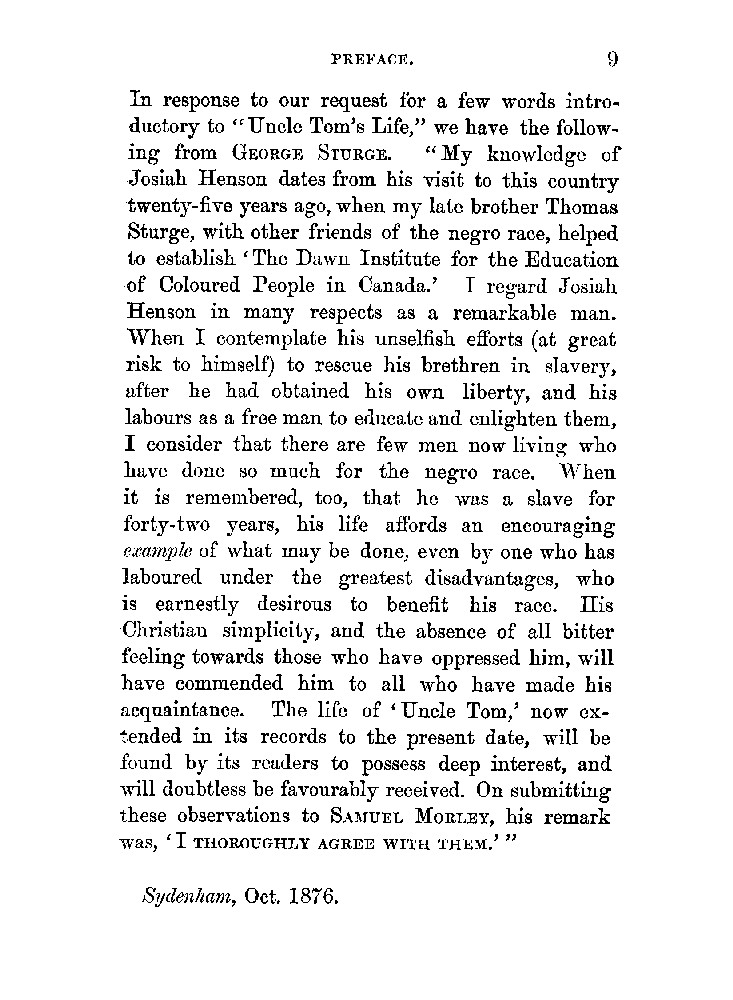 PREFACE. 9
In response to our request for a few words intro-
ductory to “Uncle Tom’s Life,” we have the follow-
ing from GEORGE STURGE. “My knowledge of
Josiah Henson dates from his visit to this country
twenty-five years ago, when my late brother Thomas
Sturge, with other friends of the negro race, helped
to establish ‘The Dawn Institute for the Education
of Coloured People in Canada.’ I regard Josiah
Henson in many respects as a remarkable man.
When I contemplate his unselfish efforts (at great
risk to himself) to rescue his brethren in slavery,
after he had obtained his own liberty, and his
labours as a free man to educate and enlighten them,
I consider that there are few men now living who
have done so much for the negro race. When
it is remembered, too, that he was a slave for
forty-two years, his life affords an encouraging
example of what may be done, even by one who has
laboured under the greatest disadvantages, who
is earnestly desirous to benefit his race. His
Christian simplicity, and the absence of all bitter
feeling towards those who have oppressed him, will
have commended him to all who have made his
acquaintance. The life of ‘Uncle Tom,’ now ex-
tended in its records to the present date, will be
found by its readers to possess deep interest, and
will doubtless be favourably received. On submitting
these observations to SAMUEL MORLEY, his remark
was, ‘I THOROUGHLY AGREE WITH THEM.’”
Sydenham, Oct. 1876.